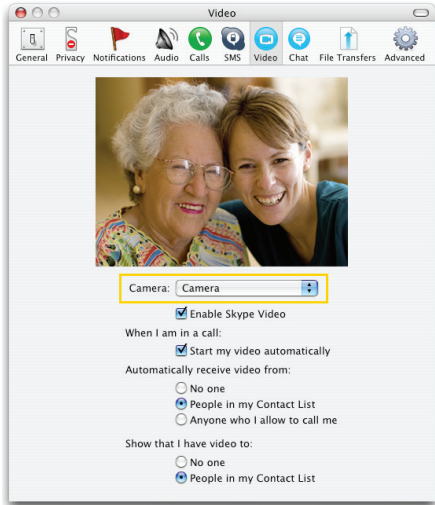 Video
General Privacy Notifications Audio Calls SMS Video Chat File Transfers Advanced
Camera: Camera
Enable Skype Video
When I am in a call:
Start my video automatically
Automatically receive video from:
No one
People in my Contact List
Anyone who I allow to call me
Show that I have video to:
No one
People in my Contact List